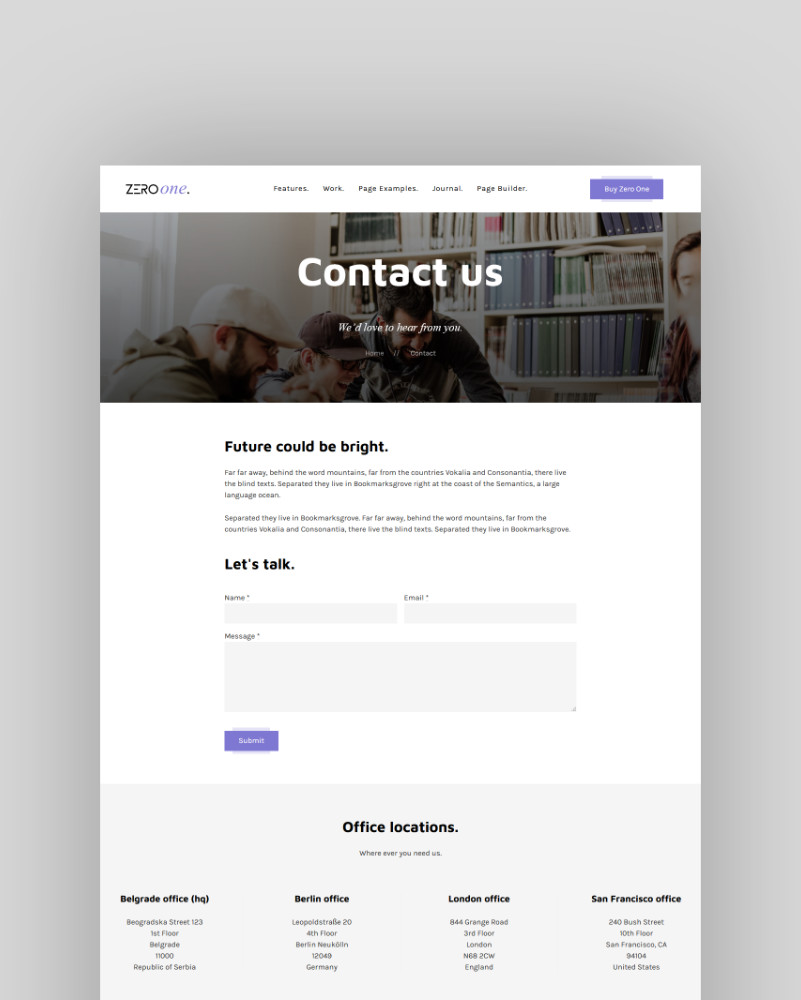 ZERO one.
Features. Work. Page Examples. Journal. Page Builder.
Buy Zero One
Contact us
We'd love to hear from you.
Home // Contact
Future could be bright.
Far far away, behind the word mountains, far from the countries Vokalia and Consonantia, there live
the blind texts. Separated they live in Bookmarksgrove right at the coast of the Semantics, a large
language ocean.
Separated they live in Bookmarksgrove. Far far away, behind the word mountains, far from the
countries Vokalia and Consonantia, there live the blind texts. Separated they live in Bookmarksgrove.
Let's talk.
Name * Email *
Message *
Submit
Office locations.
Where ever you need us.
Belgrade office (hq)
Beogradska Street 123
1st Floor
Belgrade
11000
Republic of Serbia
Berlin office
Leopoldstraße 20
4th Floor
Berlin Neukölln
12049
Germany
London office
844 Grange Road
3rd Floor
London
N68 2CW
England
San Francisco office
240 Bush Street
10th Floor
San Francisco, CA
94104
United States